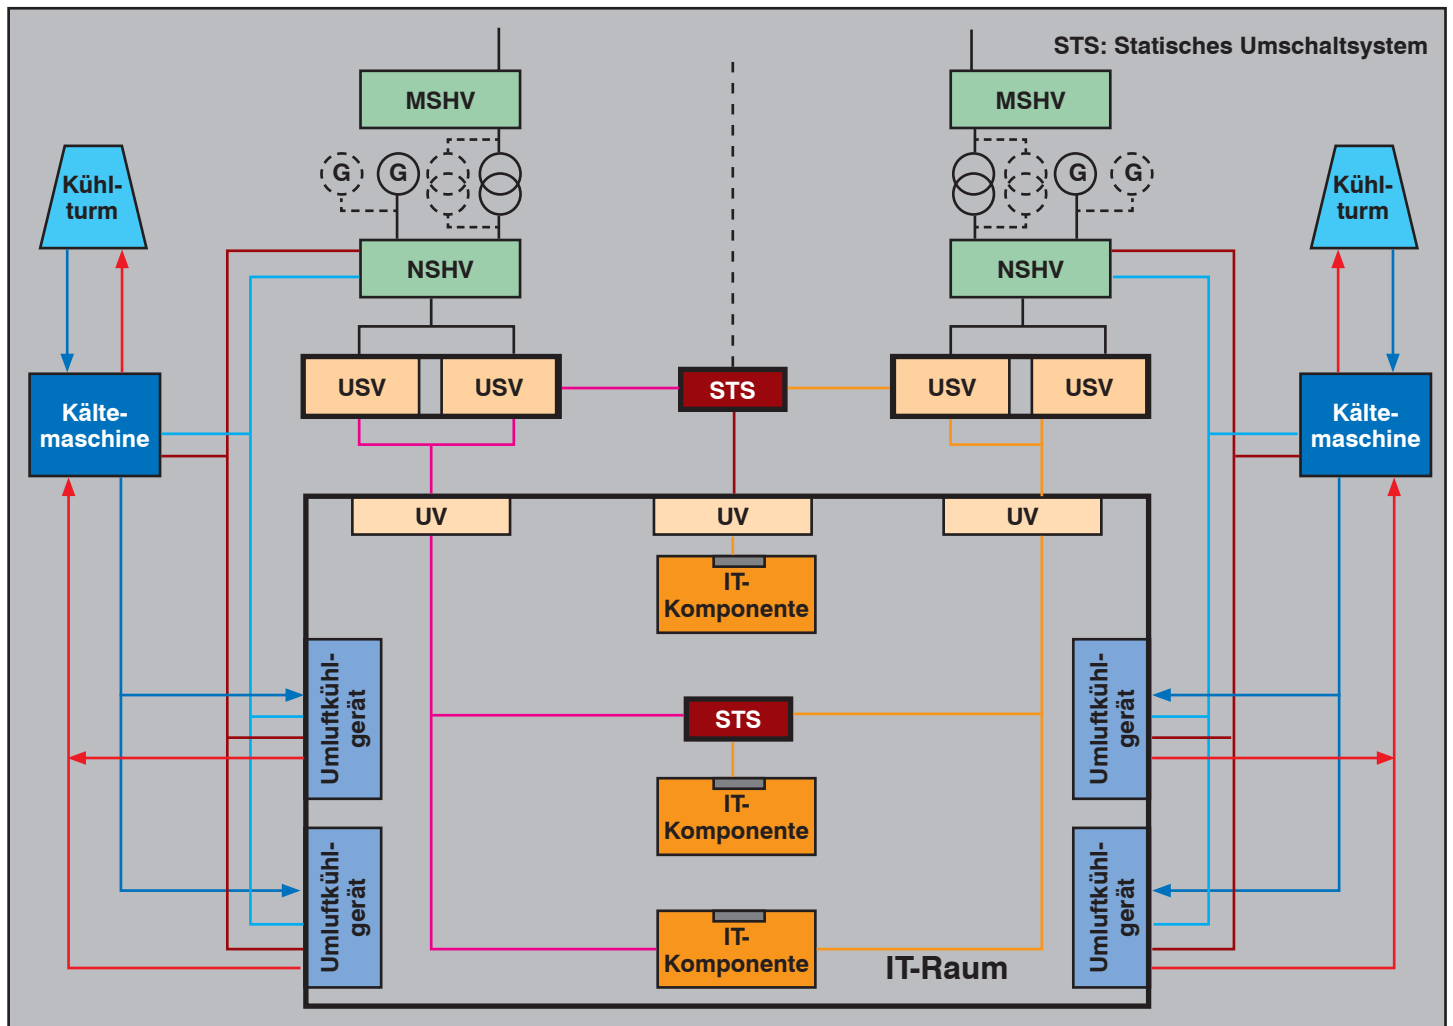 STS: Statisches Umschaltsystem
MSHV
MSHV
G
G
G
G
Kühl-
turm
Kühl-
turm
NSHV
NSHV
USV
USV
STS
USV
USV
Kälte-
maschine
Kälte-
maschine
UV
UV
UV
IT-
Komponente
Umluftkühl-
gerät
STS
Umluftkühl-
gerät
IT-
Komponente
Umluftkühl-
gerät
IT-
Komponente
IT-Raum
Umluftkühl-
gerät